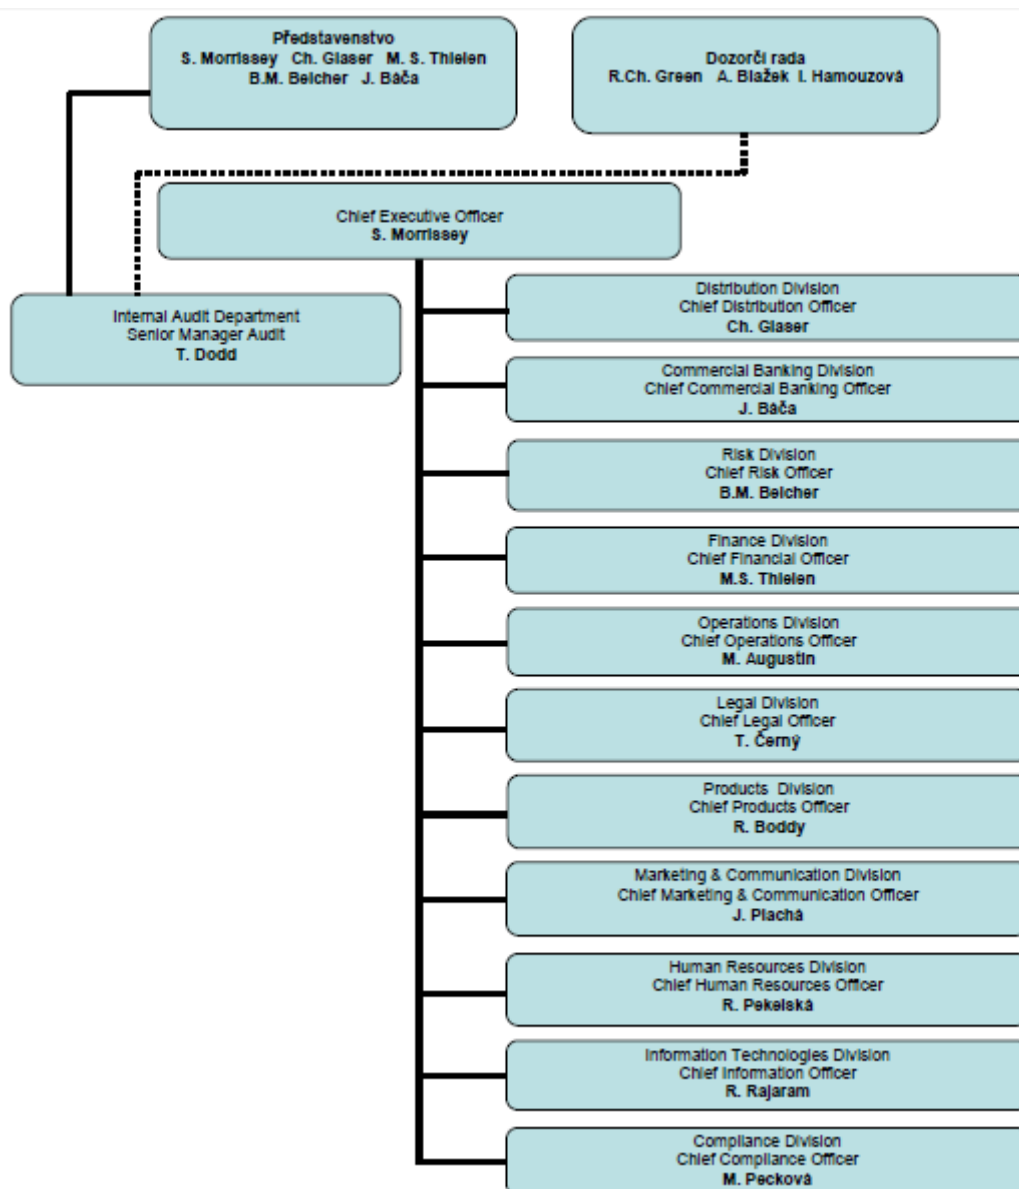 Představenstvo
S. Morrissey Ch. Glaser M. S. Thielen
B.M. Belcher J. Báča
Dozorčí rada
R.Ch. Green A. Blažek I. Hamouzová
Chief Executive Officer
S. Morrissey
Internal Audit Department
Senior Manager Audit
T. Dodd
Distribution Division
Chief Distribution Officer
Ch. Glaser
Commercial Banking Division
Chief Commercial Banking Officer
J. Báča
Risk Division
Chief Risk Officer
B.M. Belcher
Finance Division
Chief Financial Officer
M.S. Thielen
Operations Division
Chief Operations Officer
M. Augustin
Legal Division
Chief Legal Officer
T. Černý
Products Division
Chief Products Officer
R. Boddy
Marketing & Communication Division
Chief Marketing & Communication Officer
J. Plachá
Human Resources Division
Chief Human Resources Officer
R. Pekelská
Information Technologies Division
Chief Information Officer
R. Rajaram
Compliance Division
Chief Compliance Officer
M. Pecková